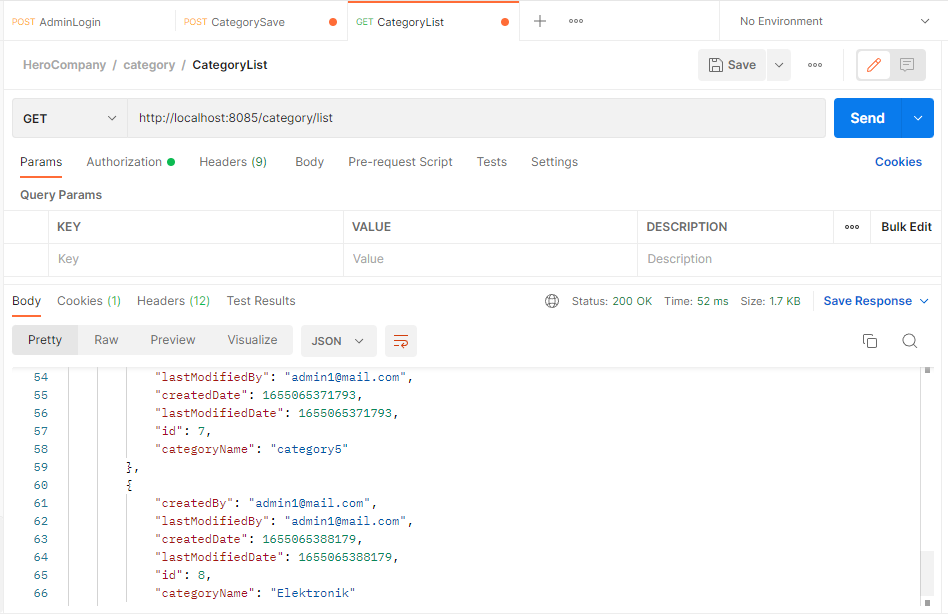 POST AdminLogin POST CategorySave GET CategoryList No Environment
HeroCompany / category / CategoryList Save
GET http://localhost:8085/category/list Send
Params Authorization Headers (9) Body Pre-request Script Tests Settings Cookies
Query Params
KEY VALUE DESCRIPTION Bulk Edit
Key Value Description
Body Cookies (1) Headers (12) Test Results Status: 200 OK Time: 52 ms Size: 1.7 KB Save Response
Pretty Raw Preview Visualize JSON
54 "lastModifiedBy": "admin1@mail.com",
55 "createdDate": 1655065371793,
56 "lastModifiedDate": 1655065371793,
57 "id": 7,
58 "categoryName": "category5"
59 },
60 {
61 "createdBy": "admin1@mail.com",
62 "lastModifiedBy": "admin1@mail.com",
63 "createdDate": 1655065388179,
64 "lastModifiedDate": 1655065388179,
65 "id": 8,
66 "categoryName": "Elektronik"